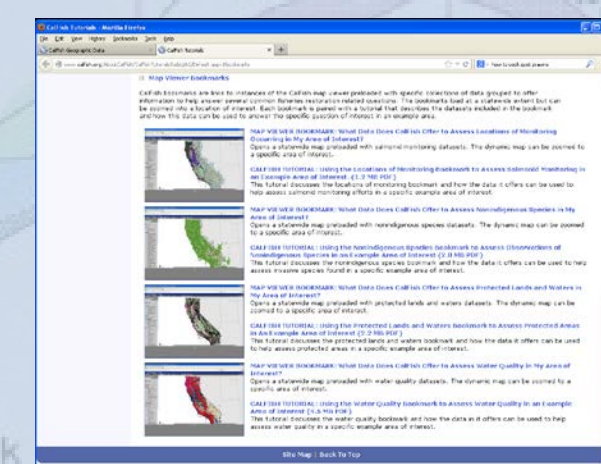 CalFish Tutorials - Mozilla Firefox
File Edit View History Bookmarks Tools Help
CalFish-Geographic Data
CalFish Tutorials
Map Viewer Bookmarks
CalFish bookmarks are links to instances of the CalFish map viewer preloaded with specific collections of data grouped to offer
information to help answer several common fisheries restoration related questions. The bookmarks load at a statewide extent but can
be zoomed into a location of interest. Each bookmark is paired with a tutorial that describes the datasets included in the bookmark
and how this data can be used to answer the specific question of interest in an example area.
MAP VIEWER BOOKMARK: What Data Does CalFish Offer to Assess Locations of Monitoring
Occurring in My Area of Interest?
Opens a statewide map preloaded with salmonid monitoring datasets. The dynamic map can be zoomed to
a specific area of interest.
CALFISH TUTORIAL: Using the Locations of Monitoring Bookmark to Assess Salmonid Monitoring in
an Example Area of Interest. (1.2 MB PDF)
This tutorial discusses the locations of monitoring bookmark and how the data it offers can be used to
help assess salmonid monitoring efforts in a specific example area of interest.
MAP VIEWER BOOKMARK: What Data Does CalFish Offer to Assess Nonindigenous Species in My
Area of Interest?
Opens a statewide map preloaded with nonindigenous species datasets. The dynamic map can be zoomed
to a specific area of interest.
CALFISH TUTORIAL: Using the Nonindigenous Species Bookmark to Assess Observations of
Nonindigenous Species in an Example Area of Interest (2.8 MB PDF)
This tutorial discusses the nonindigenous species bookmark and how the data it offers can be used to help
assess invasive species found in a specific example area of interest.
MAP VIEWER BOOKMARK: What Data Does CalFish Offer to Assess Protected Lands and Waters in
My Area of Interest?
Opens a statewide map preloaded with protected lands and waters datasets. The dynamic map can be
zoomed to a specific area of interest.
CALFISH TUTORIAL: Using the Protected Lands and Waters Bookmark to Assess Protected Areas
in An Example Area of Interest (2.2 MB PDF)
This tutorial discusses the protected lands and waters bookmark and how the data it offers can be used
to help assess protected areas in a specific example area of interest.
MAP VIEWER BOOKMARK: What Data Does CalFish Offer to Assess Water Quality in My Area of
Interest?
Opens a statewide map preloaded with water quality datasets. The dynamic map can be zoomed to a
specific area of interest.
CALFISH TUTORIAL: Using the Water Quality Bookmark to Assess Water Quality in an Example
Area of Interest (4.6 MB PDF)
This tutorial discusses the water quality bookmark and how the data in it offers can be used to help
assess water quality in a specific example area of interest.
Site Map | Back To Top